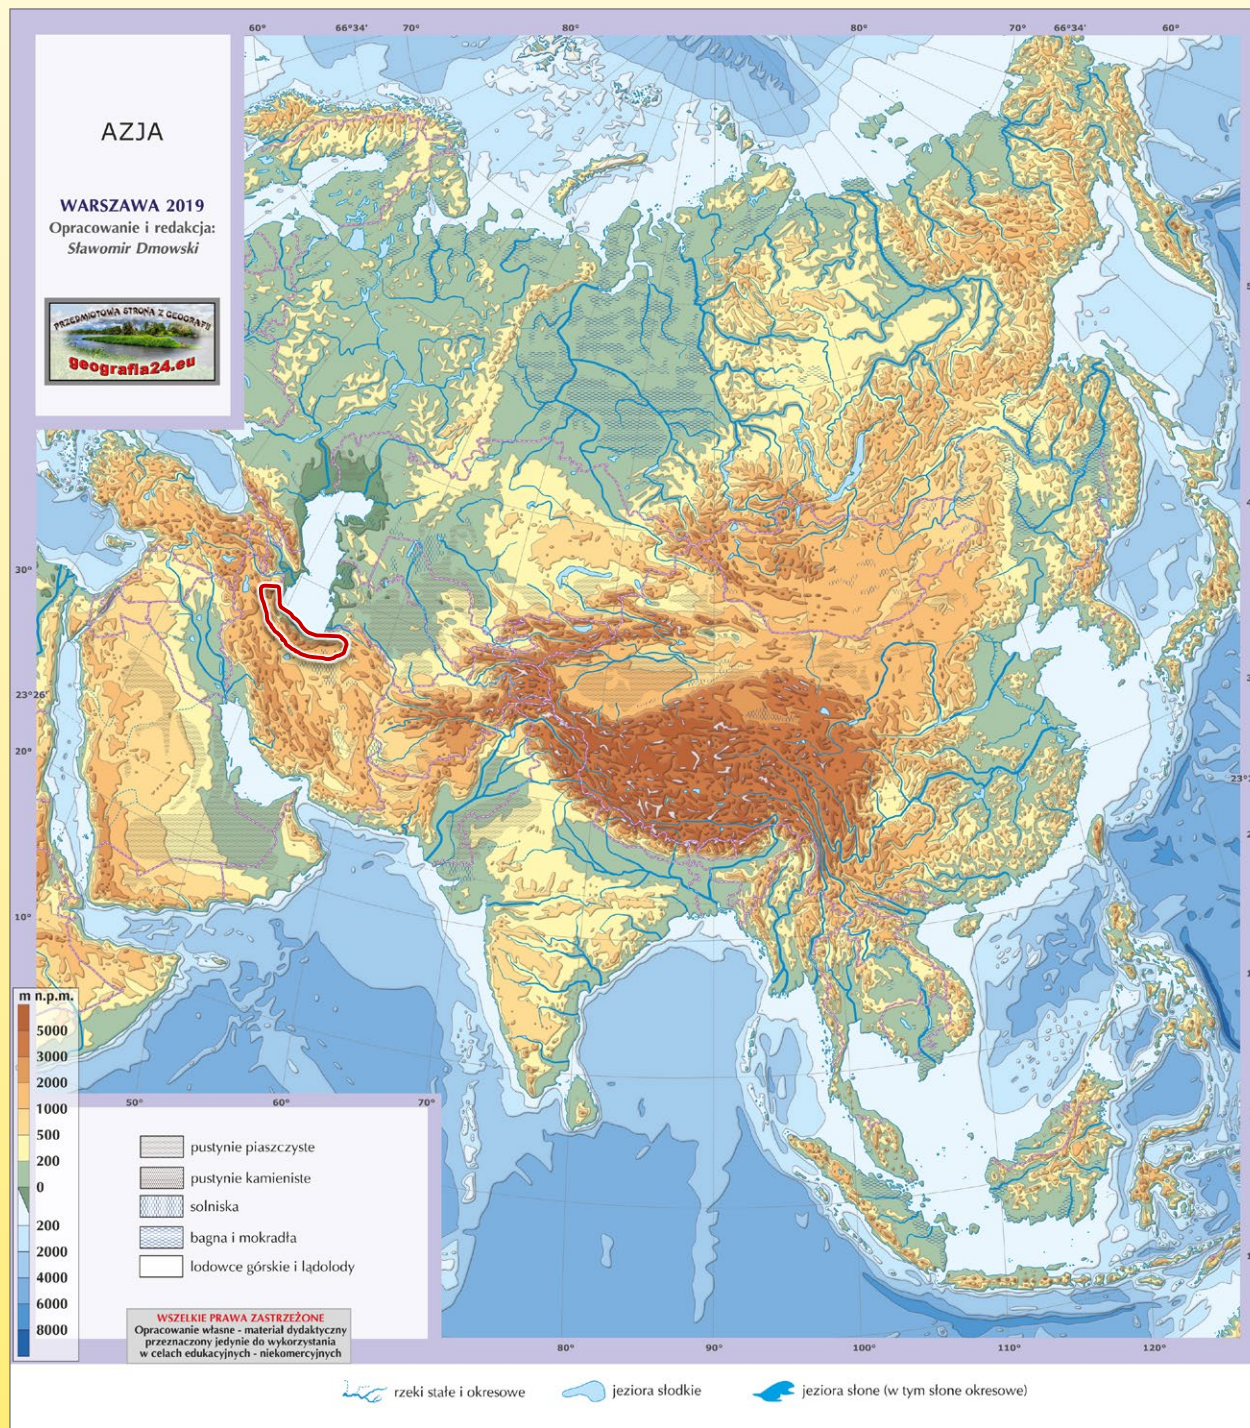 60°
66°34'
70°
80°
80°
70°
66°34'
60°
AZJA
WARSZAWA 2019
Opracowanie i redakcja:
Sławomir Dmowski
PRZEDMIOTOWA STRONA Z GEOGRAFII
geografia24.eu
30°
23°26'
20°
10°
m n.p.m.
5000
3000
2000
1000
500
200
0
200
2000
4000
6000
8000
50°
60°
70°
pustynie piaszczyste
pustynie kamieniste
solniska
bagna i mokradła
lodowce górskie i lądolody
WSZELKIE PRAWA ZASTRZEŻONE
Opracowanie własne - materiał dydaktyczny
przeznaczony jedynie do wykorzystania
w celach edukacyjnych - niekomercyjnych
80°
90°
100°
110°
120°
rzeki stałe i okresowe
jeziora słodkie
jeziora słone (w tym słone okresowe)